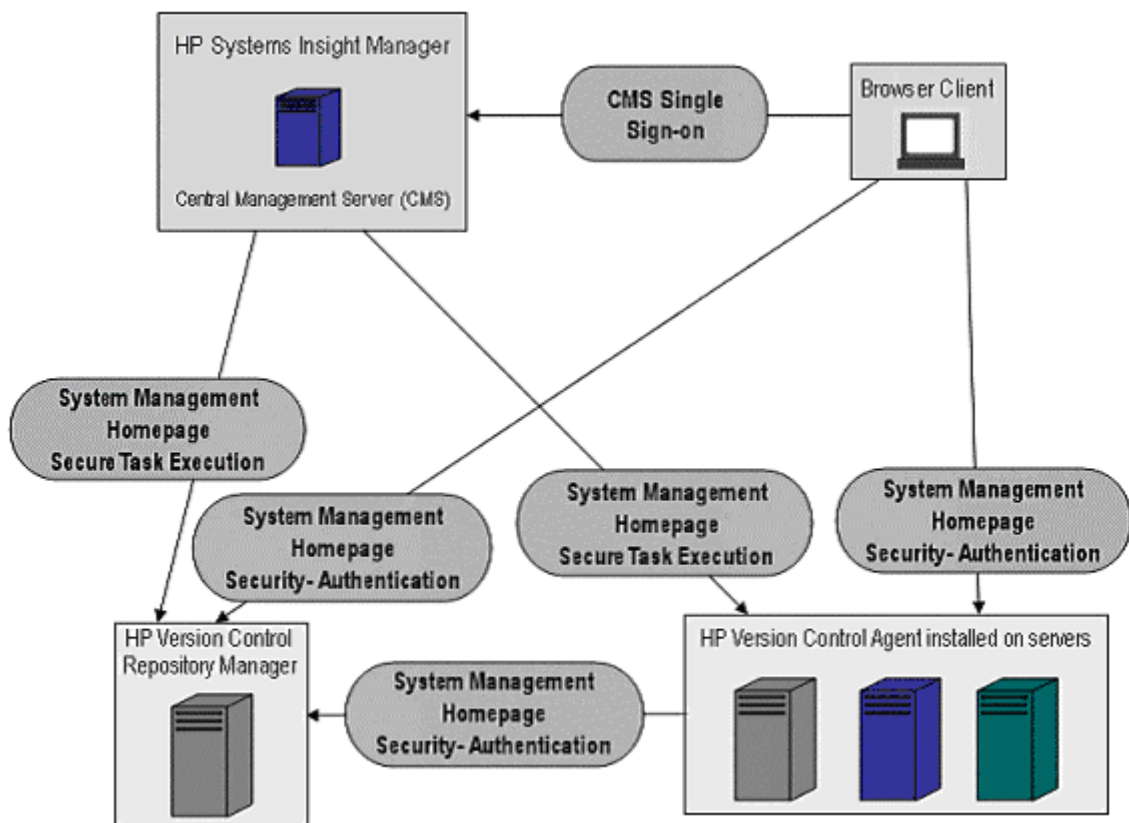 HP Systems Insight Manager
Central Management Server (CMS)
CMS Single
Sign-on
Browser Client
System Management
Homepage
Secure Task Execution
System Management
Homepage
Security- Authentication
System Management
Homepage
Secure Task Execution
System Management
Homepage
Security- Authentication
HP Version Control
Repository Manager
System Management
Homepage
Security- Authentication
HP Version Control Agent installed on servers